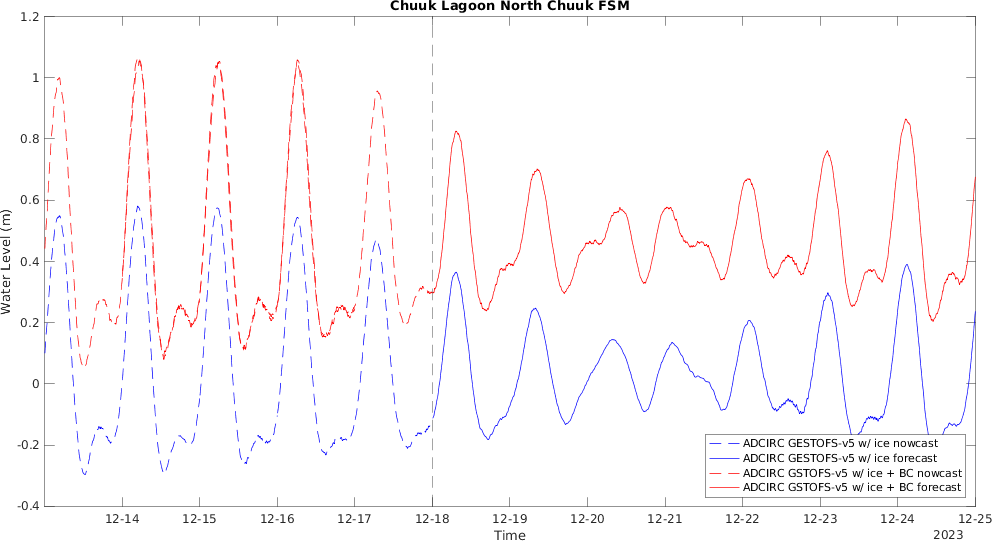 Chuuk Lagoon North Chuuk FSM
1.2
1
0.8
0.6
0.4
0.2
0
-0.2
-0.4
Water Level (m)
12-14 12-15 12-16 12-17 12-18 12-19 12-20 12-21 12-22 12-23 12-24 12-25
Time
2023
ADCIRC GESTOFS-v5 w/ ice nowcast
ADCIRC GESTOFS-v5 w/ ice forecast
ADCIRC GSTOFS-v5 w/ ice + BC nowcast
ADCIRC GSTOFS-v5 w/ ice + BC forecast